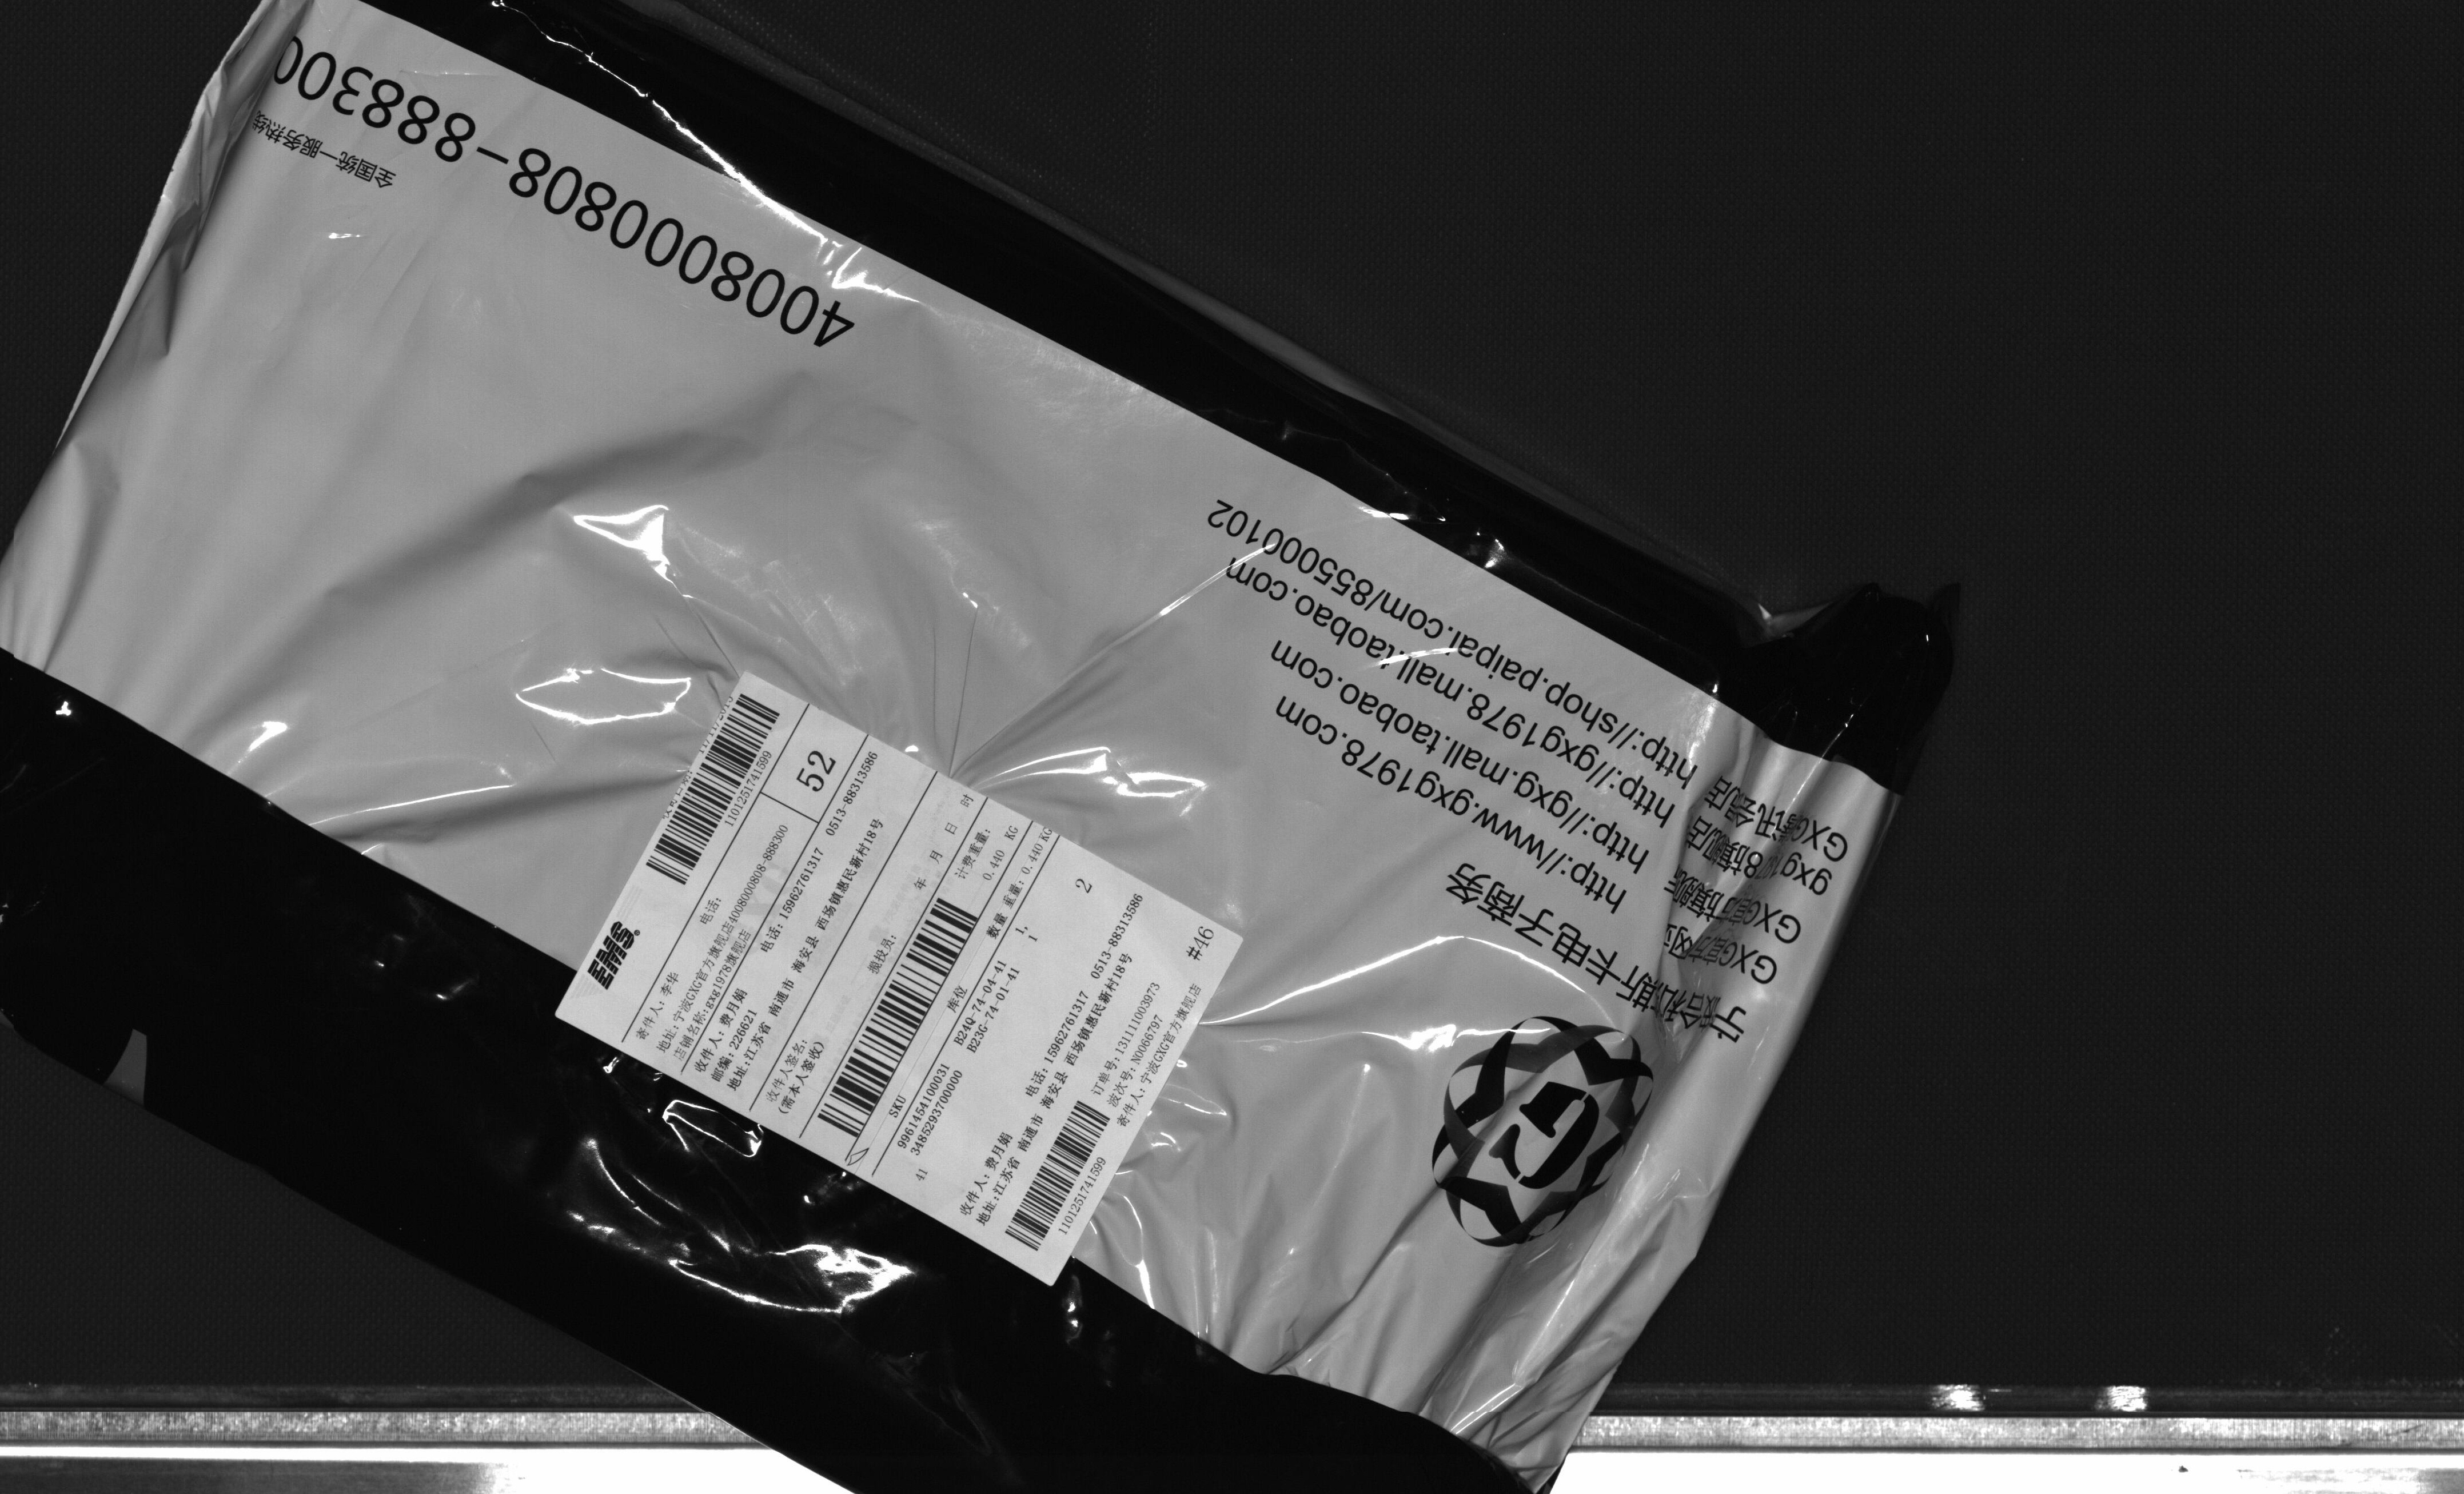 4008000808-888300
全国统一服务热线
http://shop.paipai.com/855000102
http://gxg1978.mall.taobao.com
http://gxg.mall.taobao.com
http://www.gxg1978.com
EMS
1101251741599
52
寄件人:李华 电话:
地址:宁波GXG官方旗舰店4008000808-888300
店铺名称:gxg1978旗舰店
收件人:费月娟 电话:15962761317 0513-88313586
邮编:226621
地址:江苏省 南通市 海安县 西场镇惠民新村18号
收件人签名:
(需本人签收)
揽投员: 年 月 日 时
计费重量:
0.440 KG
数量 重量: 0.440 KG
SKU 库位
9961454100031 B24Q-74-04-41 1,
3485293700000 B23G-74-01-41 1
41 2
收件人:费月娟 电话:15962761317 0513-88313586
地址:江苏省 南通市 海安县 西场镇惠民新村18号
订单号:131111003973
波次号:N00667797
寄件人:宁波GXG官方旗舰店
1101251741599
#46